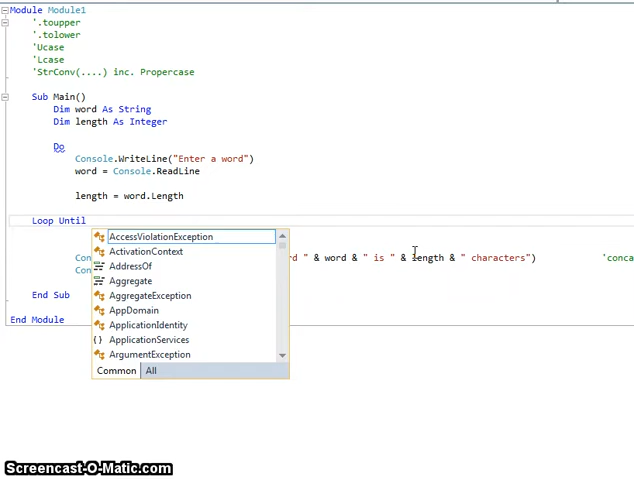 Module Module1
'.toupper
'.tolower
'Ucase
'Lcase
'StrConv(....) inc. Propercase
Sub Main()
Dim word As String
Dim length As Integer
Do
Console.WriteLine("Enter a word")
word = Console.ReadLine
length = word.Length
Loop Until
AccessViolationException
ActivationContext
AddressOf
Aggregate
AggregateException
AppDomain
ApplicationIdentity
{} ApplicationServices
ArgumentException
Common All
" & word & " is " & length & " characters")
End Sub
End Module
Screencast-O-Matic.com